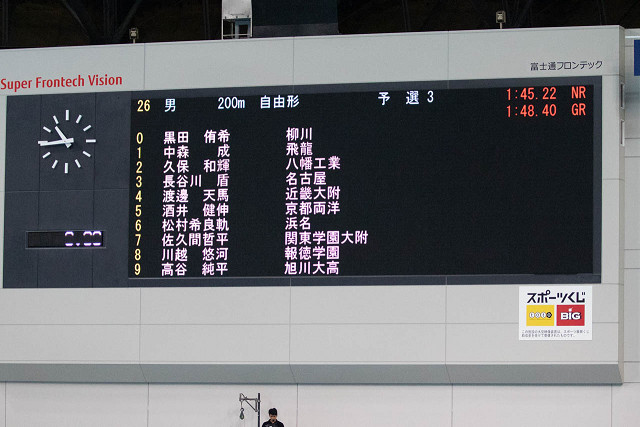 富士通フロンテック
Super Frontech Vision
26 男 200m 自由形 予 選 3 1:45.22 NR
1:48.40 GR
0 黒田 侑希 柳川
1 中森 成 飛龍
2 久保 和輝 八幡工業
3 長谷川 盾 名古屋
4 渡邊 天馬 近畿大附
5 酒井 健伸 京都両洋
6 松村希良軌 浜名
7 佐久間哲平 関東学園大附
8 川越 悠河 報徳学園
9 高谷 純平 旭川大高
0.00
スポーツくじ
toto BIG